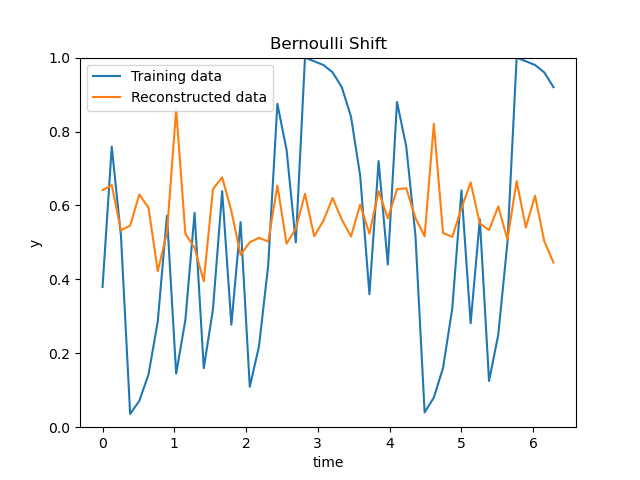 Bernoulli Shift
Training data
Reconstructed data
1.0
0.8
0.6
0.4
0.2
0.0
y
0 1 2 3 4 5 6
time